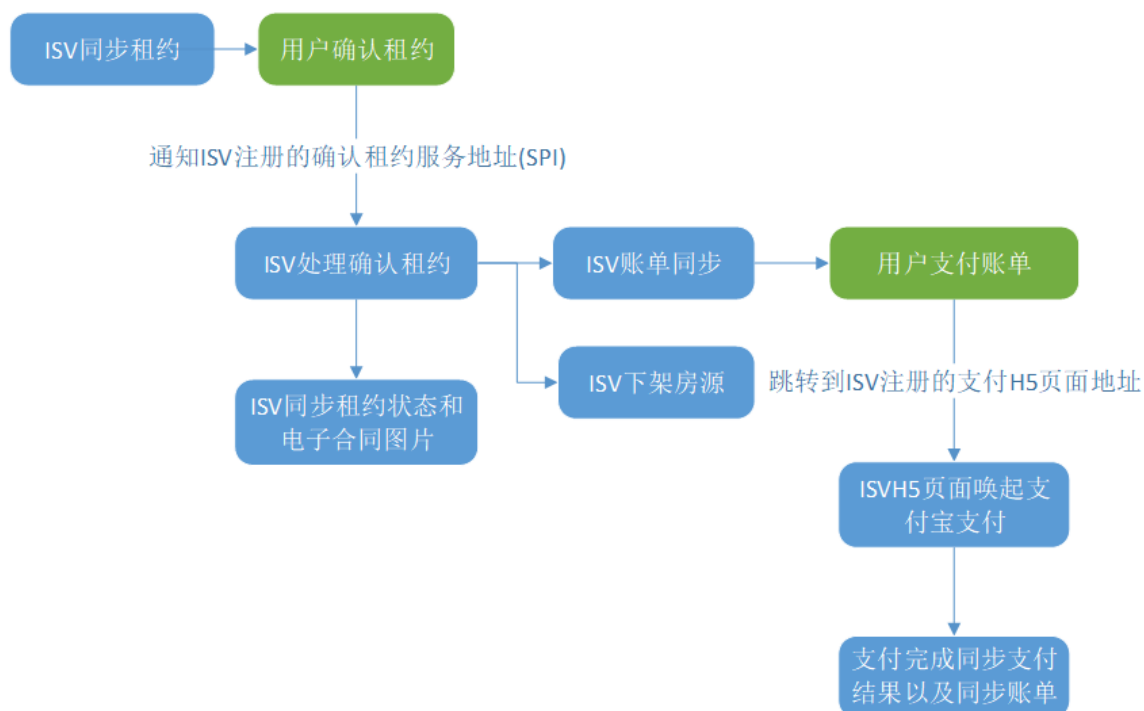 ISV同步租约
用户确认租约
通知ISV注册的确认租约服务地址(SPI)
ISV处理确认租约
ISV账单同步
用户支付账单
ISV下架房源
跳转到ISV注册的支付H5页面地址
ISV同步租约状态和
电子合同图片
ISVH5页面唤起支
付宝支付
支付完成同步支付
结果以及同步账单